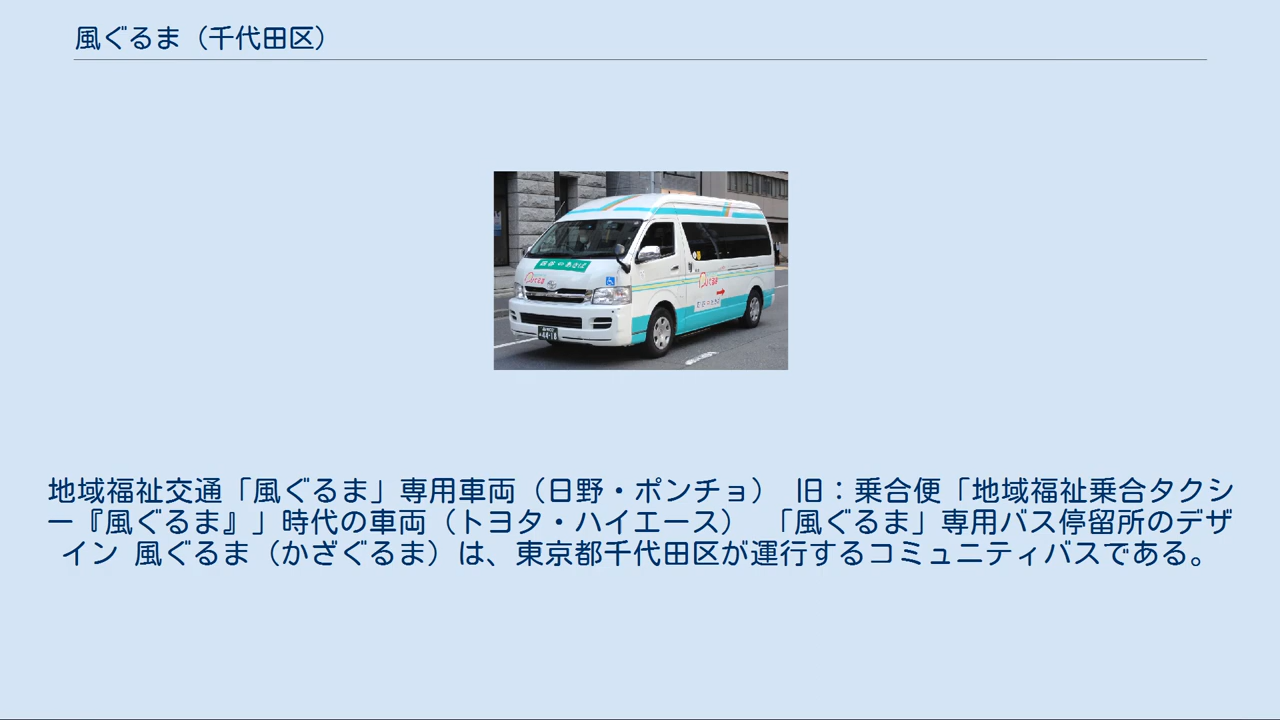 風ぐるま（千代田区）
地域福祉交通「風ぐるま」専用車両（日野・ポンチョ） 旧：乗合便「地域福祉乗合タクシ
ー『風ぐるま』」時代の車両（トヨタ・ハイエース） 「風ぐるま」専用バス停留所のデザ
イン 風ぐるま（かざぐるま）は、東京都千代田区が運行するコミュニティバスである。